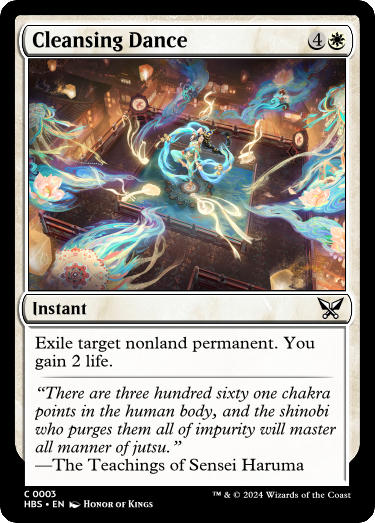 Cleansing Dance 4
Instant
Exile target nonland permanent. You
gain 2 life.
“There are three hundred sixty one chakra
points in the human body, and the shinobi
who purges them all of impurity will master
all manner of jutsu.”
—The Teachings of Sensei Haruma
C 0003
HBS • EN Honor of Kings
™ & © 2024 Wizards of the Coast